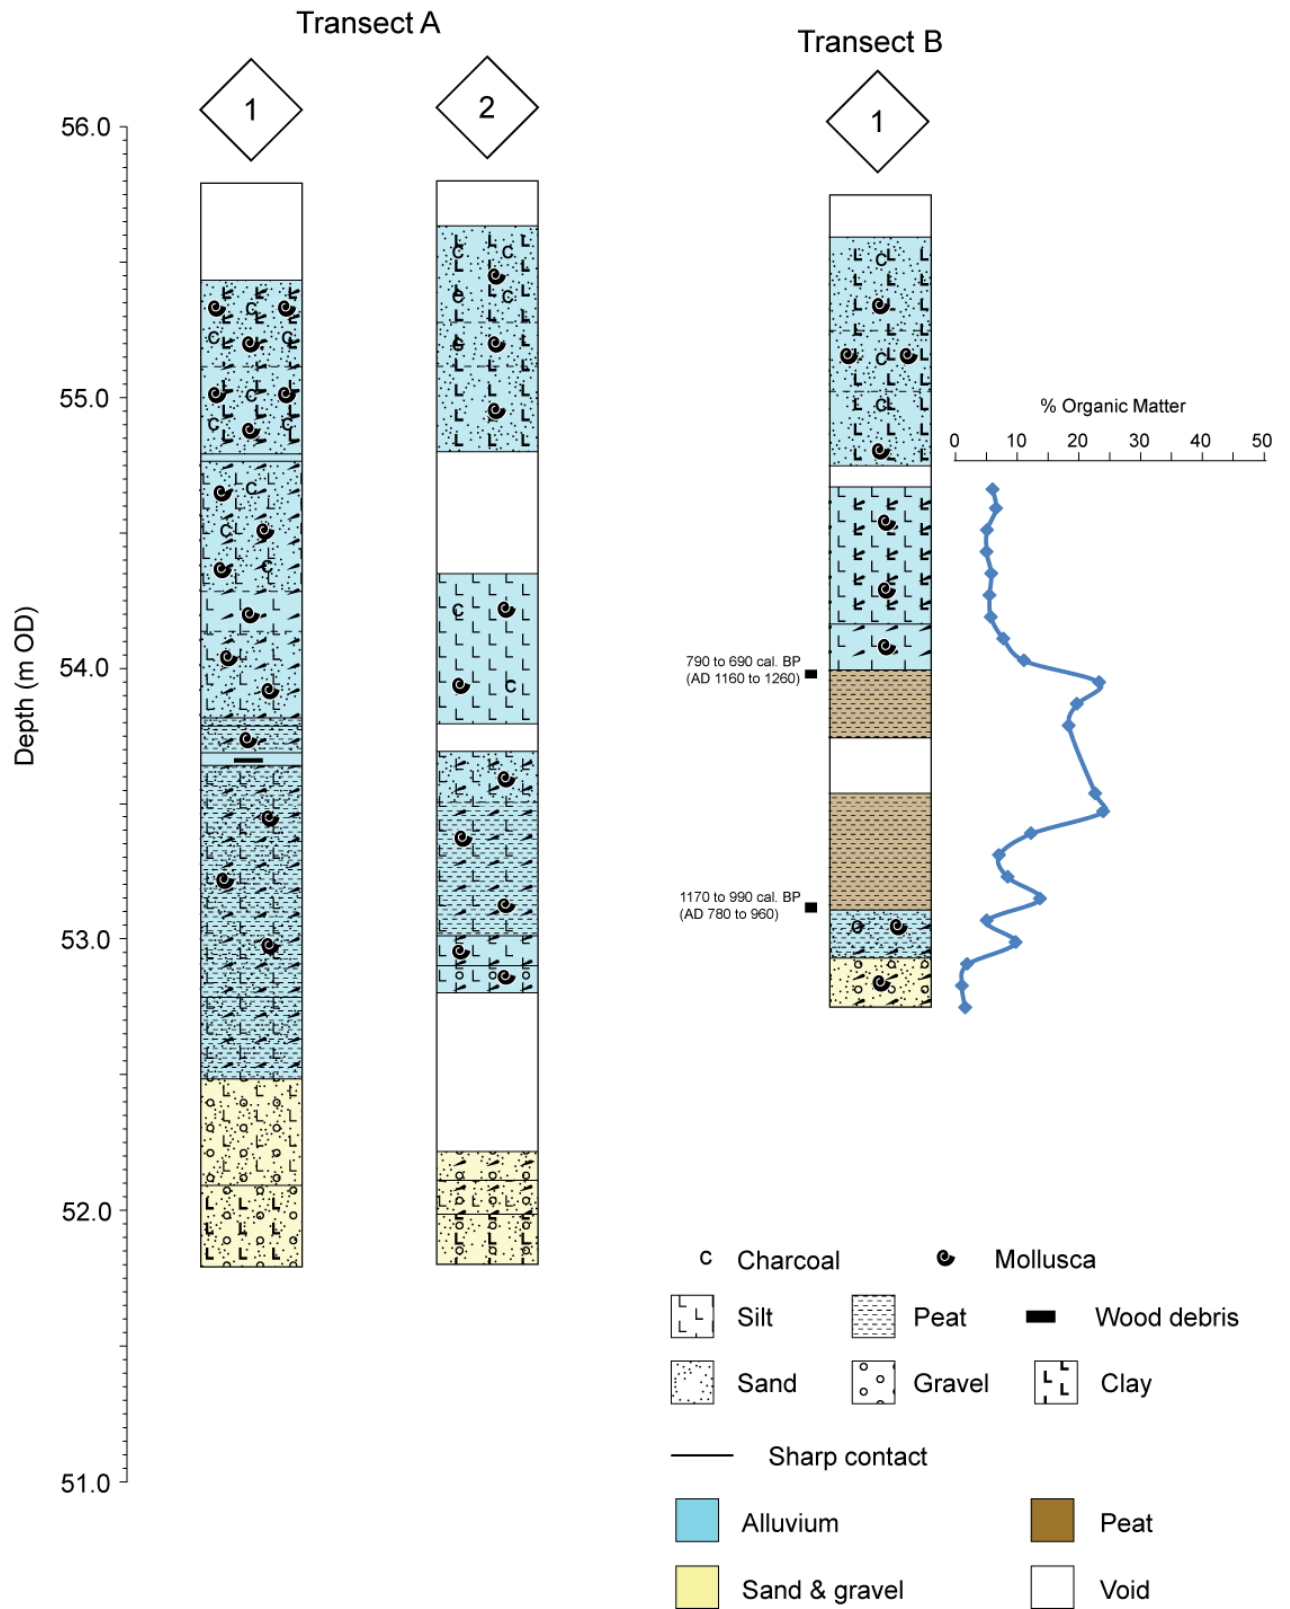 Transect A
Transect B
1
2
1
56.0
55.0
54.0
53.0
52.0
51.0
Depth (m OD)
% Organic Matter
0 10 20 30 40 50
790 to 690 cal. BP
(AD 1160 to 1260)
1170 to 990 cal. BP
(AD 780 to 960)
c Charcoal
Mollusca
Silt
Peat
Wood debris
Sand
Gravel
Clay
Sharp contact
Alluvium
Peat
Sand & gravel
Void